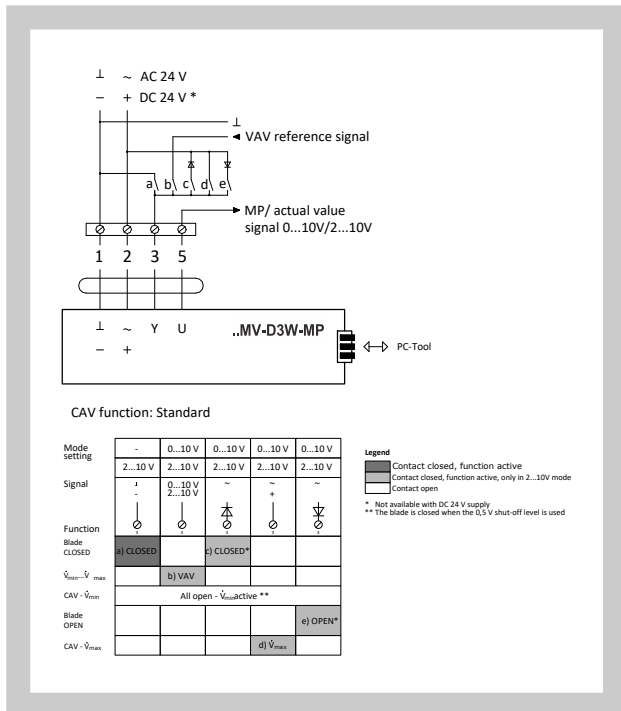 ⊥ ~ AC 24 V
– + DC 24 V *
⊥
VAV reference signal
a b c d e
MP/ actual value
signal 0...10V/2...10V
1 2 3 5
⊥ ~ Y U
– +
..MV-D3W-MP
PC-Tool
CAV function: Standard
Mode setting
- 0...10 V 0...10 V 0...10 V 0...10 V
2...10 V 2...10 V 2...10 V 2...10 V 2...10 V
Signal
⊥ 0...10 V ~ ~ ~
- 2...10 V +
Function
3 3 3 3 3
Blade CLOSED
a) CLOSED c) CLOSED*
V̇min...V̇ max b) VAV
CAV - V̇min All open - V̇minactive **
Blade OPEN
e) OPEN*
CAV - V̇max d) V̇max
Legend
Contact closed, function active
Contact closed, function active, only in 2...10V mode
Contact open
* Not available with DC 24 V supply
** The blade is closed when the 0,5 V shut-off level is used